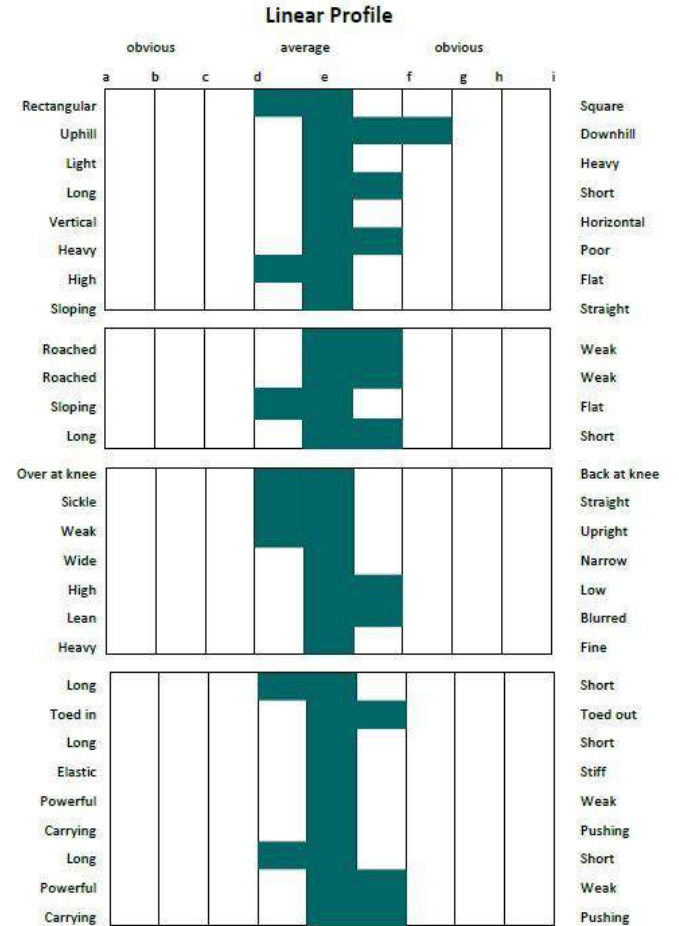 Linear Profile
obvious average obvious
a b c d e f g h i
Rectangular Square
Uphill Downhill
Light Heavy
Long Short
Vertical Horizontal
Heavy Poor
High Flat
Sloping Straight
Roached Weak
Roached Weak
Sloping Flat
Long Short
Over at knee Back at knee
Sickle Straight
Weak Upright
Wide Narrow
High Low
Lean Blurred
Heavy Fine
Long Short
Toed in Toed out
Long Short
Elastic Stiff
Powerful Weak
Carrying Pushing
Long Short
Powerful Weak
Carrying Pushing